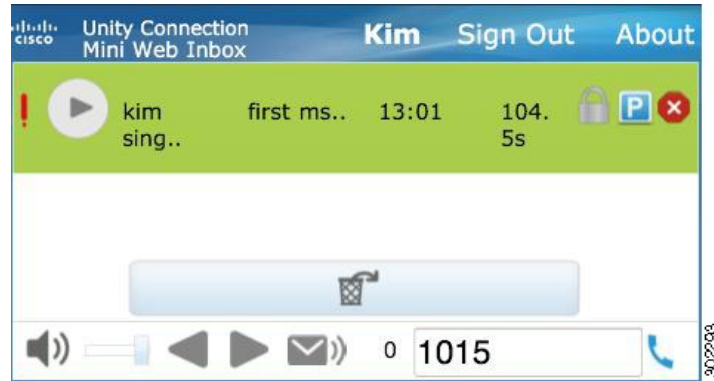 cisco
Unity Connection
Mini Web Inbox
Kim Sign Out About
! kim first ms.. 13:01 104. P
sing.. 5s
0 1015
302293